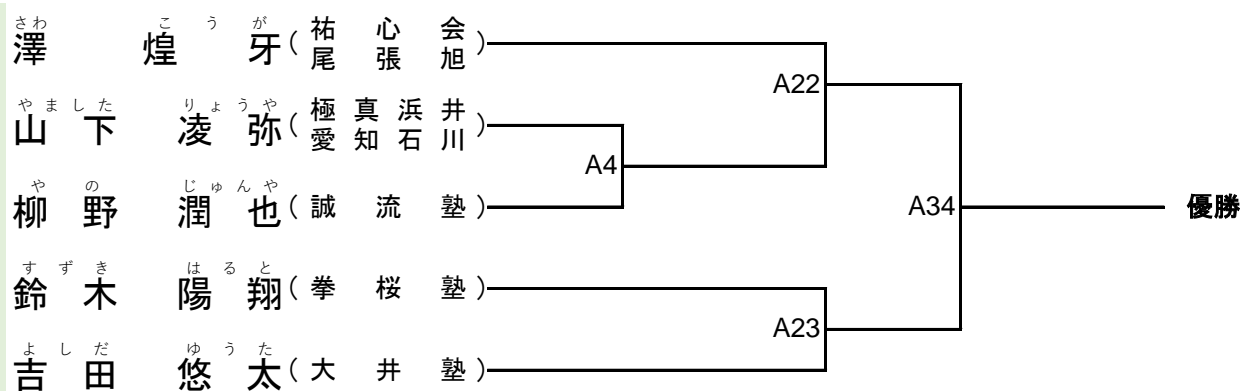 さわ こうが
澤 煌牙(祐心会尾張旭)
A22
やました りょうや
山下 凌弥(極真浜井愛知石川)
A4
やの じゅんや
柳野 潤也(誠流塾)
A34
優勝
すずき はると
鈴木 陽翔(拳桜塾)
A23
よしだ ゆうた
吉田 悠太(大井塾)